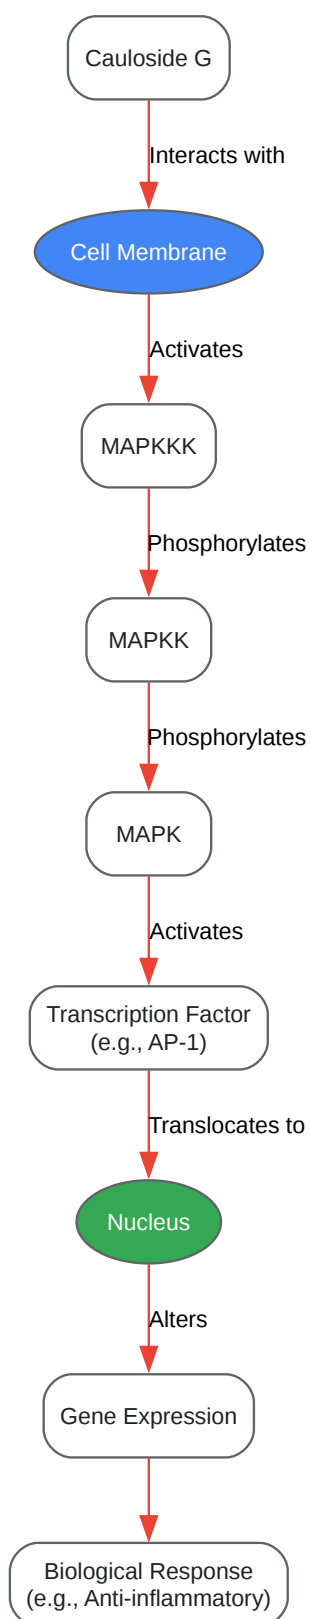 Cauloside G
Interacts with
Cell Membrane
Activates
MAPKKK
Phosphorylates
MAPKK
Phosphorylates
MAPK
Activates
Transcription Factor
(e.g., AP-1)
Translocates to
Nucleus
Alters
Gene Expression
Biological Response
(e.g., Anti-inflammatory)